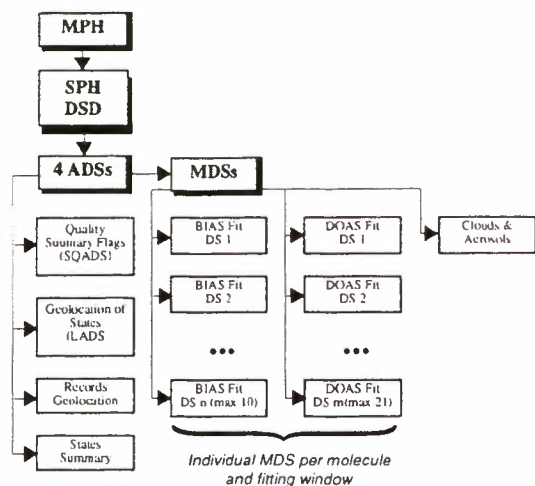 MPH
SPH
DSD
4 ADSs
MDSs
Quality
Summary Flags
(SQADS)
BIAS Fit
DS 1
DOAS Fit
DS 1
Clouds &
Aerosols
Geolocation of
States
(LADS
BIAS Fit
DS 2
DOAS Fit
DS 2
•••
•••
Records
Geolocation
BIAS Fit
DS n (max 10)
DOAS Fit
DS m(max 21)
States
Summary
Individual MDS per molecule
and fitting window